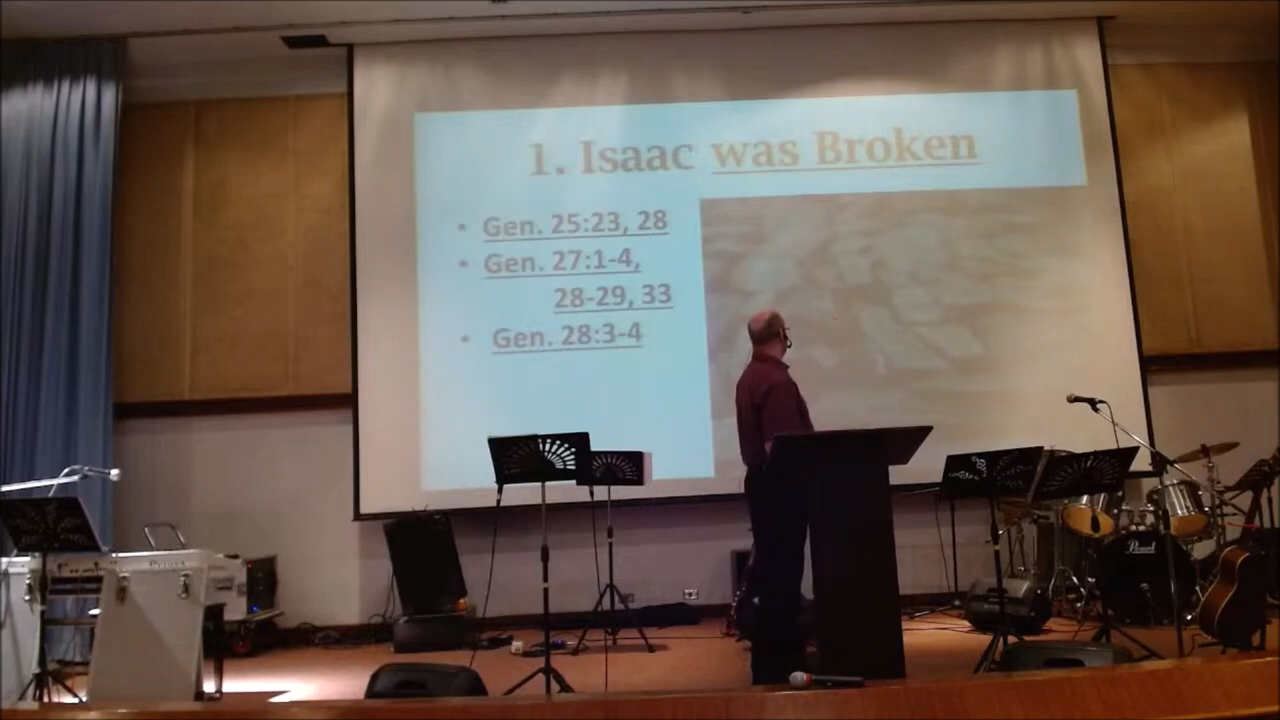 1. Isaac was Broken
• Gen. 25:23, 28
• Gen. 27:1-4,
28-29, 33
• Gen. 28:3-4
Pearl